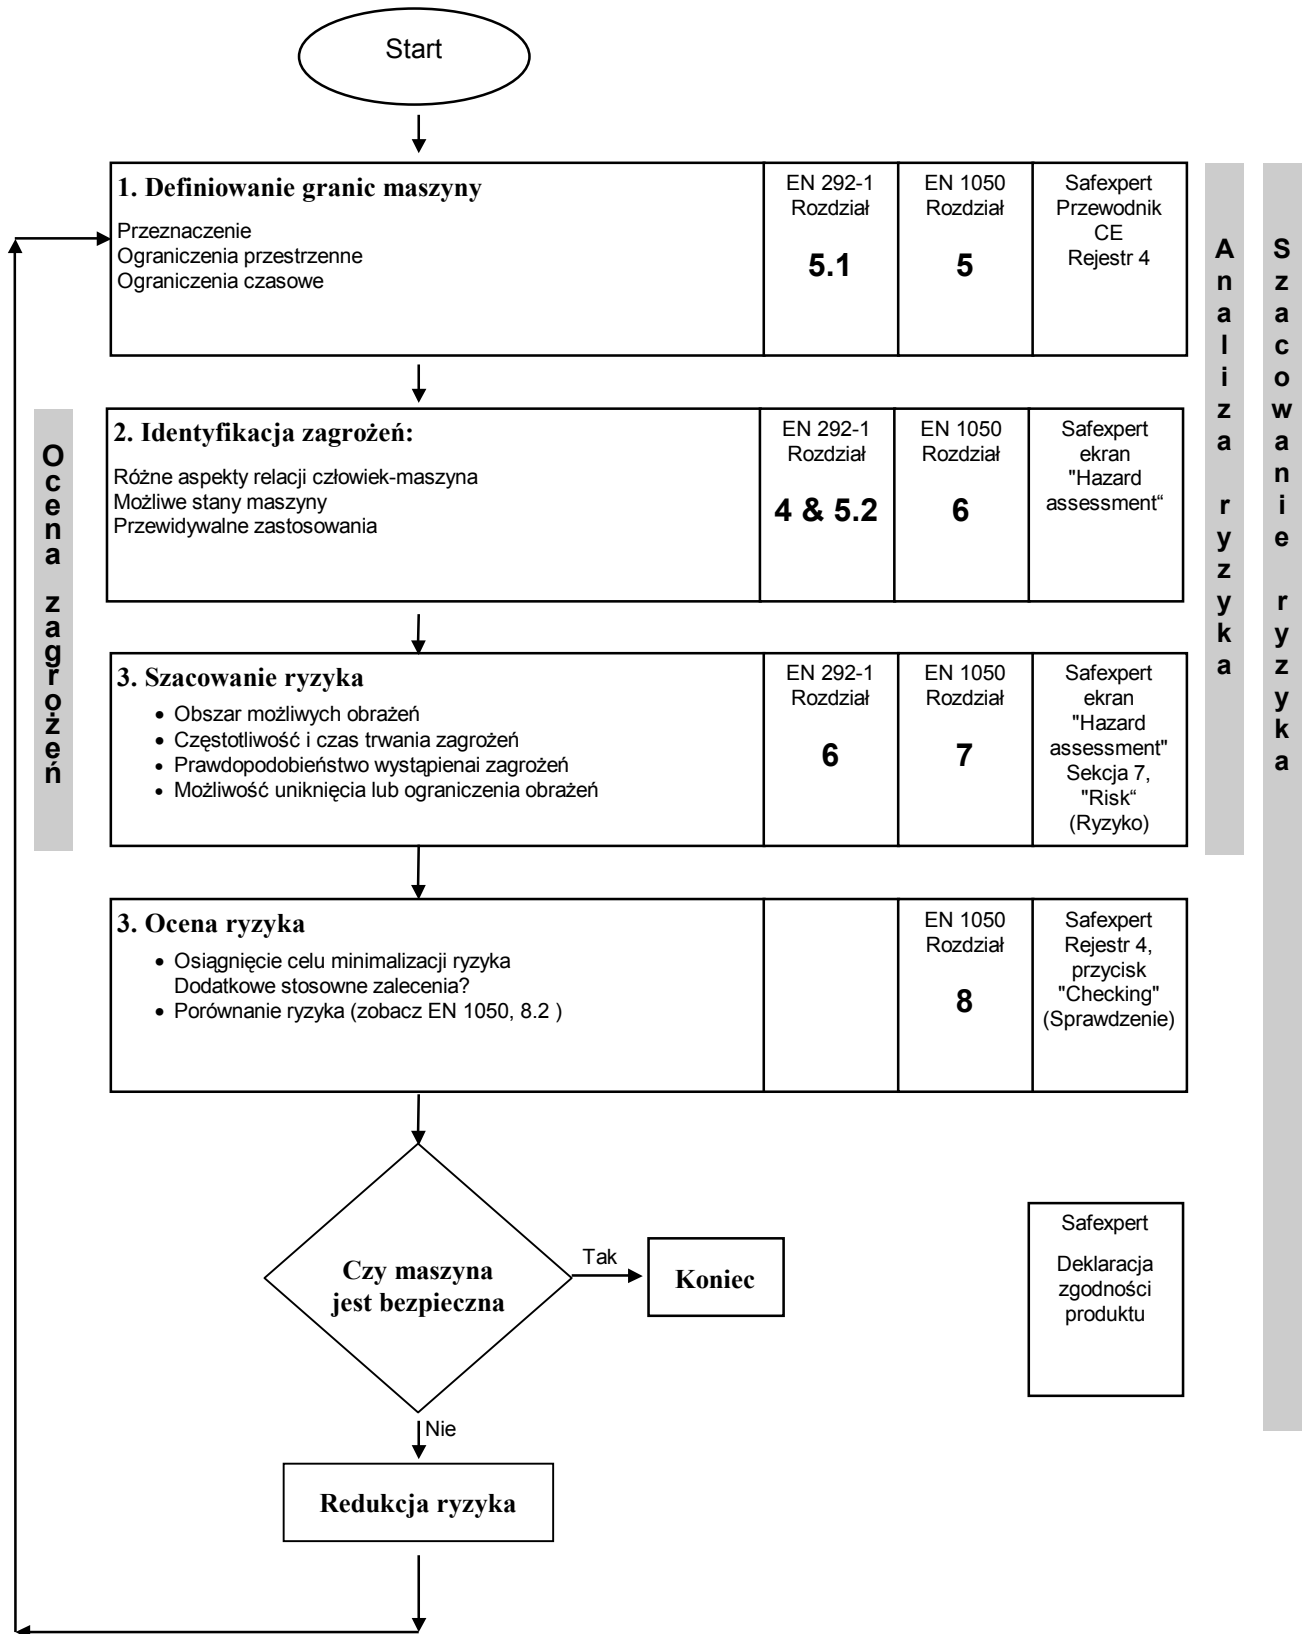 Start
1. Definiowanie granic maszyny
Przeznaczenie
Ograniczenia przestrzenne
Ograniczenia czasowe
EN 292-1
Rozdział
5.1
EN 1050
Rozdział
5
Safexpert
Przewodnik
CE
Rejestr 4
2. Identyfikacja zagrożeń:
Różne aspekty relacji człowiek-maszyna
Możliwe stany maszyny
Przewidywalne zastosowania
EN 292-1
Rozdział
4 & 5.2
EN 1050
Rozdział
6
Safexpert
ekran
"Hazard
assessment“
3. Szacowanie ryzyka
• Obszar możliwych obrażeń
• Częstotliwość i czas trwania zagrożeń
• Prawdopodobieństwo wystąpienai zagrożeń
• Możliwość uniknięcia lub ograniczenia obrażeń
EN 292-1
Rozdział
6
EN 1050
Rozdział
7
Safexpert
ekran
"Hazard
assessment"
Sekcja 7,
"Risk“
(Ryzyko)
3. Ocena ryzyka
• Osiągnięcie celu minimalizacji ryzyka
Dodatkowe stosowne zalecenia?
• Porównanie ryzyka (zobacz EN 1050, 8.2 )
EN 1050
Rozdział
8
Safexpert
Rejestr 4,
przycisk
"Checking"
(Sprawdzenie)
Czy maszyna
jest bezpieczna
Tak
Koniec
Nie
Redukcja ryzyka
Safexpert
Deklaracja
zgodności
produktu
Ocena zagrożeń
Analiza ryzyka
Szacowanie ryzyka